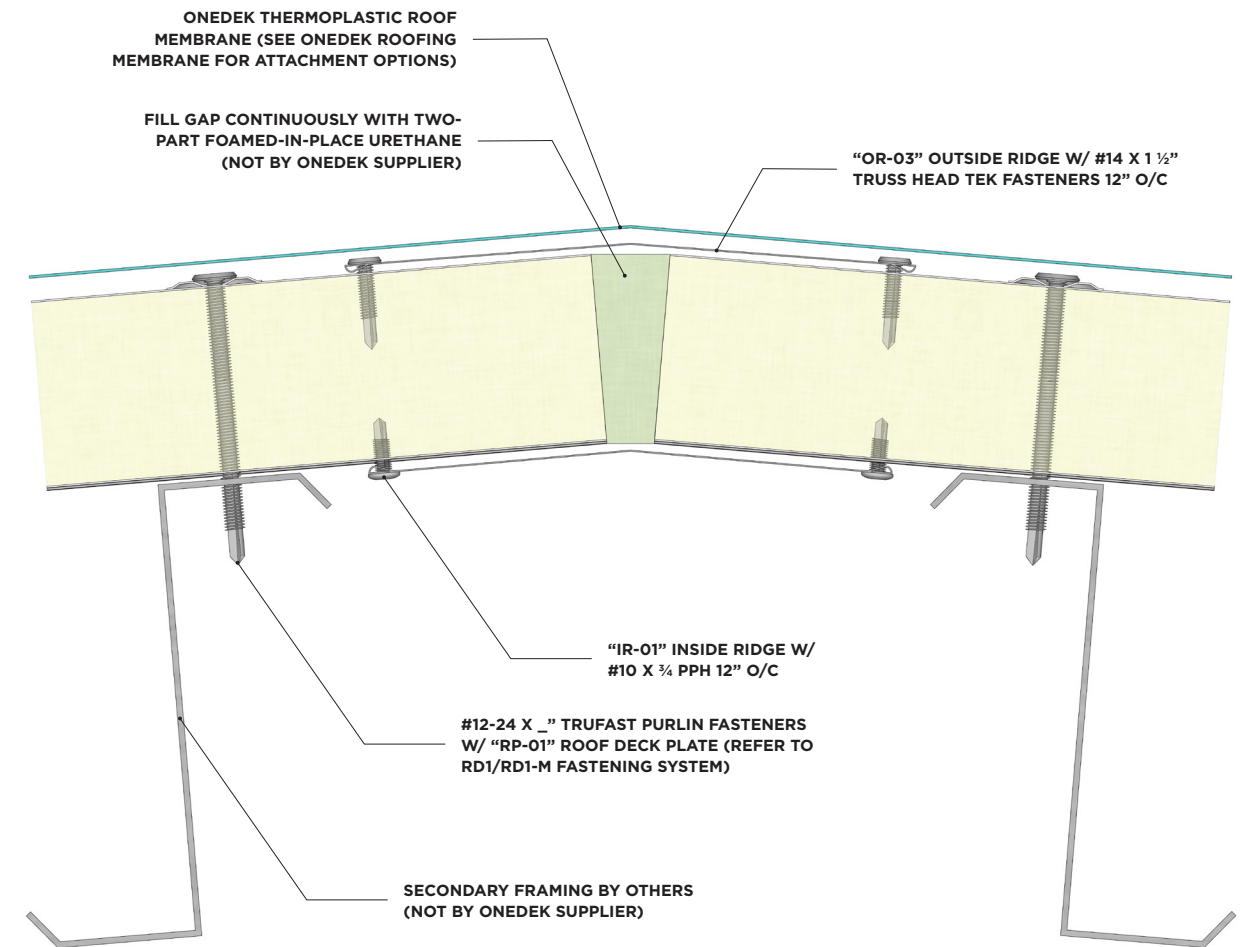 ONEDEK THERMOPLASTIC ROOF
MEMBRANE (SEE ONEDEK ROOFING
MEMBRANE FOR ATTACHMENT OPTIONS)
FILL GAP CONTINUOUSLY WITH TWO-
PART FOAMED-IN-PLACE URETHANE
(NOT BY ONEDEK SUPPLIER)
“OR-03” OUTSIDE RIDGE W/ #14 X 1 ½”
TRUSS HEAD TEK FASTENERS 12” O/C
“IR-01” INSIDE RIDGE W/
#10 X ¾ PPH 12” O/C
#12-24 X _” TRUFAST PURLIN FASTENERS
W/ “RP-01” ROOF DECK PLATE (REFER TO
RD1/RD1-M FASTENING SYSTEM)
SECONDARY FRAMING BY OTHERS
(NOT BY ONEDEK SUPPLIER)